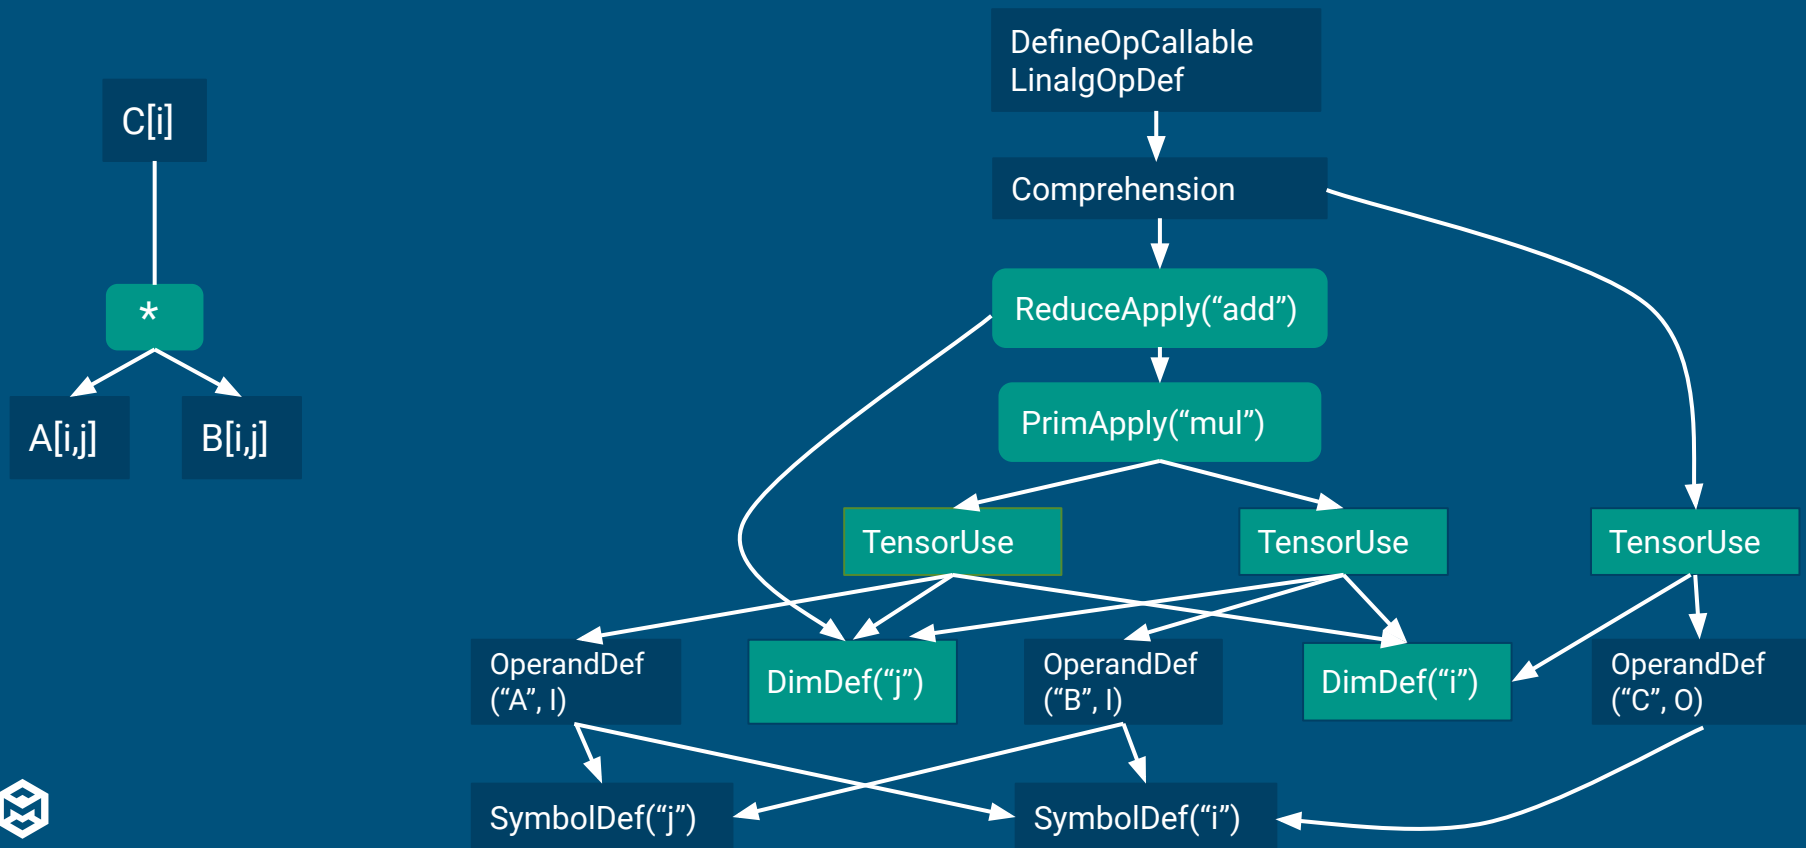 C[i]
*
A[i,j]
B[i,j]
DefineOpCallable
LinalgOpDef
Comprehension
ReduceApply(“add”)
PrimApply(“mul”)
TensorUse
TensorUse
TensorUse
OperandDef
(“A”, I)
DimDef(“j”)
OperandDef
(“B”, I)
DimDef(“i”)
OperandDef
(“C”, O)
SymbolDef(“j”)
SymbolDef(“i”)